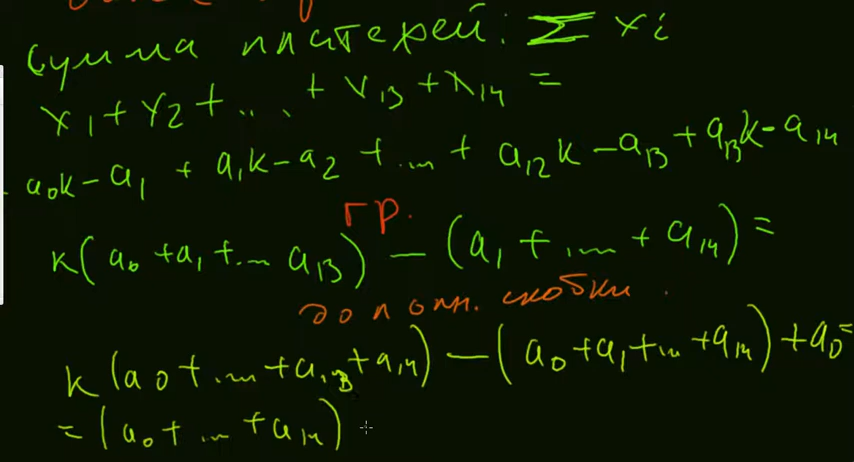 сумма платежей: Σ xᵢ
x₁ + x₂ + ... + x₁₃ + x₁₄ =
= a₀k − a₁ + a₁k − a₂ + ... + a₁₂k − a₁₃ + a₁₃k − a₁₄
гр.
k(a₀ + a₁ + ... a₁₃) − (a₁ + ... + a₁₄) =
дополн. скобки.
k(a₀ + ... + a₁₃ + a₁₄) − (a₀ + a₁ + ... + a₁₄) + a₀ =
= (a₀ + ... + a₁₄)